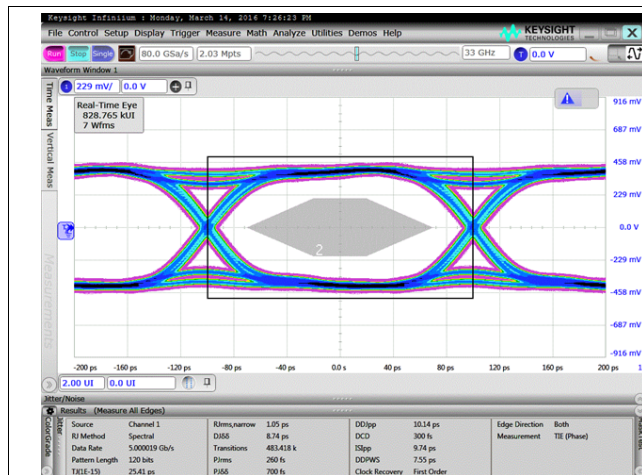 Keysight Infiniium : Monday, March 14, 2016 7:26:23 PM
File Control Setup Display Trigger Measure Math Analyze Utilities Demos Help
KEYSIGHT
TECHNOLOGIES
Run Stop Single 80.0 GSa/s 2.03 Mpts 33 GHz T 0.0 V
Waveform Window 1
1 229 mV/ 0.0 V
Time Meas
Vertical Meas
Measurements
Real-Time Eye
828.765 kUI
7 Wfms
916 mV
687 mV
458 mV
229 mV
0.0 V
-229 mV
-458 mV
-687 mV
-916 mV
2
-200 ps -160 ps -120 ps -80 ps -40 ps 0.0 s 40 ps 80 ps 120 ps 160 ps 200 ps
2.00 UI 0.0 UI
Jitter/Noise
Results (Measure All Edges)
ColorGrade
Jitter
Source Channel 1 RJrms,narrow 1.05 ps DDJpp 10.14 ps Edge Direction Both
RJ Method Spectral DJδδ 8.74 ps DCD 300 fs Measurement TIE (Phase)
Data Rate 5.000019 Gb/s Transitions 483.418 k ISIpp 9.74 ps
Pattern Length 120 bits PJrms 260 fs DDPWS 7.55 ps
TJ(1E-15) 25.41 ps PJδδ 700 fs Clock Recovery First Order